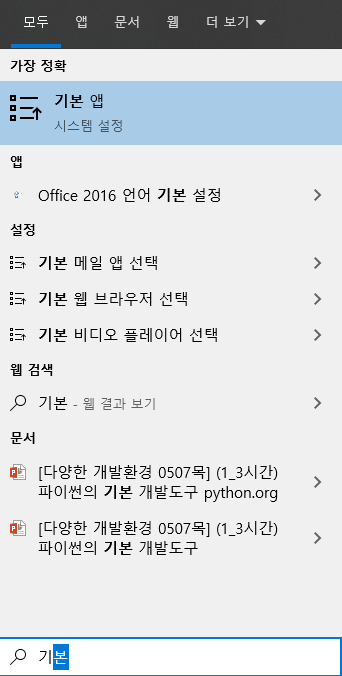 모두 앱 문서 웹 더 보기
가장 정확
기본 앱
시스템 설정
앱
Office 2016 언어 기본 설정
설정
기본 메일 앱 선택
기본 웹 브라우저 선택
기본 비디오 플레이어 선택
웹 검색
기본 - 웹 결과 보기
문서
[다양한 개발환경 0507목] (1_3시간)
파이썬의 기본 개발도구 python.org
[다양한 개발환경 0507목] (1_3시간)
파이썬의 기본 개발도구
기본